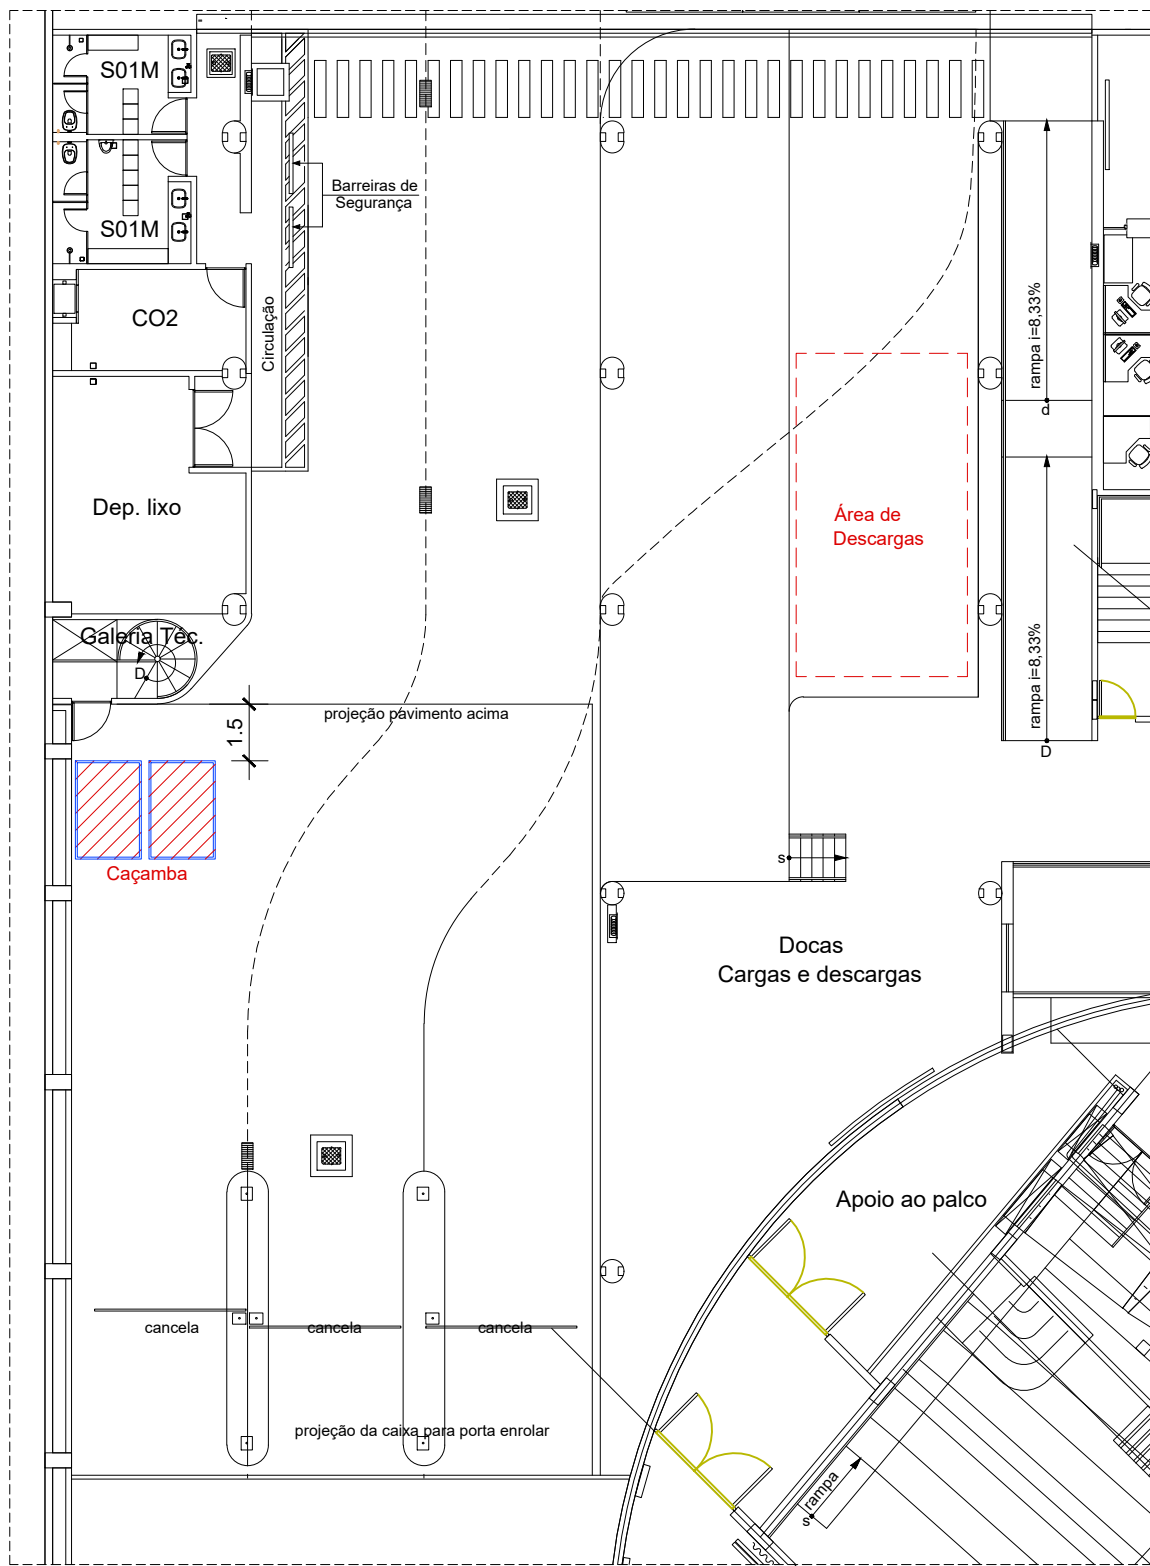 S01M
Barreiras de
Segurança
S01M
CO2
Circulação
rampa i=8,33%
d
Dep. lixo
Área de
Descargas
Galeria Téc.
D
rampa i=8,33%
projeção pavimento acima
1.5
D
Caçamba
s
Docas
Cargas e descargas
Apoio ao palco
cancela
cancela
cancela
projeção da caixa para porta enrolar
rampa
s